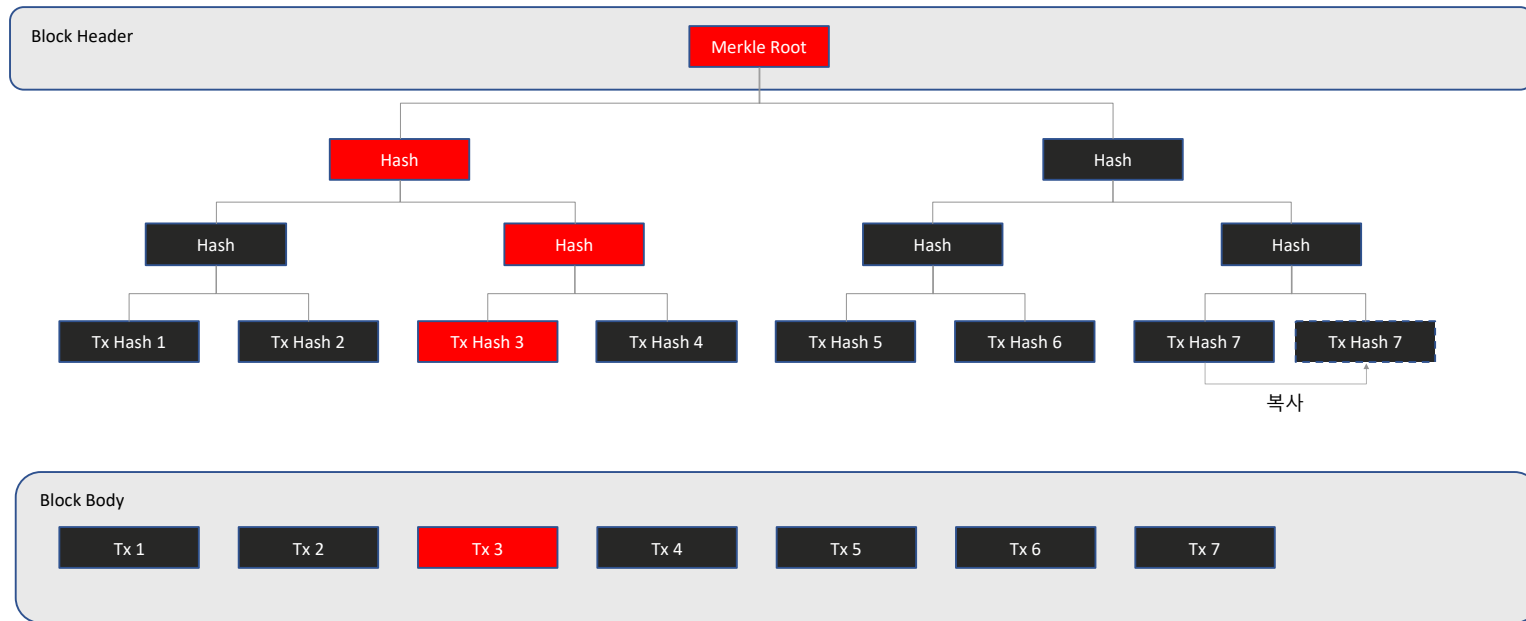 Block Header
Merkle Root
Hash
Hash
Hash
Hash
Hash
Hash
Tx Hash 1
Tx Hash 2
Tx Hash 3
Tx Hash 4
Tx Hash 5
Tx Hash 6
Tx Hash 7
Tx Hash 7
복사
Block Body
Tx 1
Tx 2
Tx 3
Tx 4
Tx 5
Tx 6
Tx 7